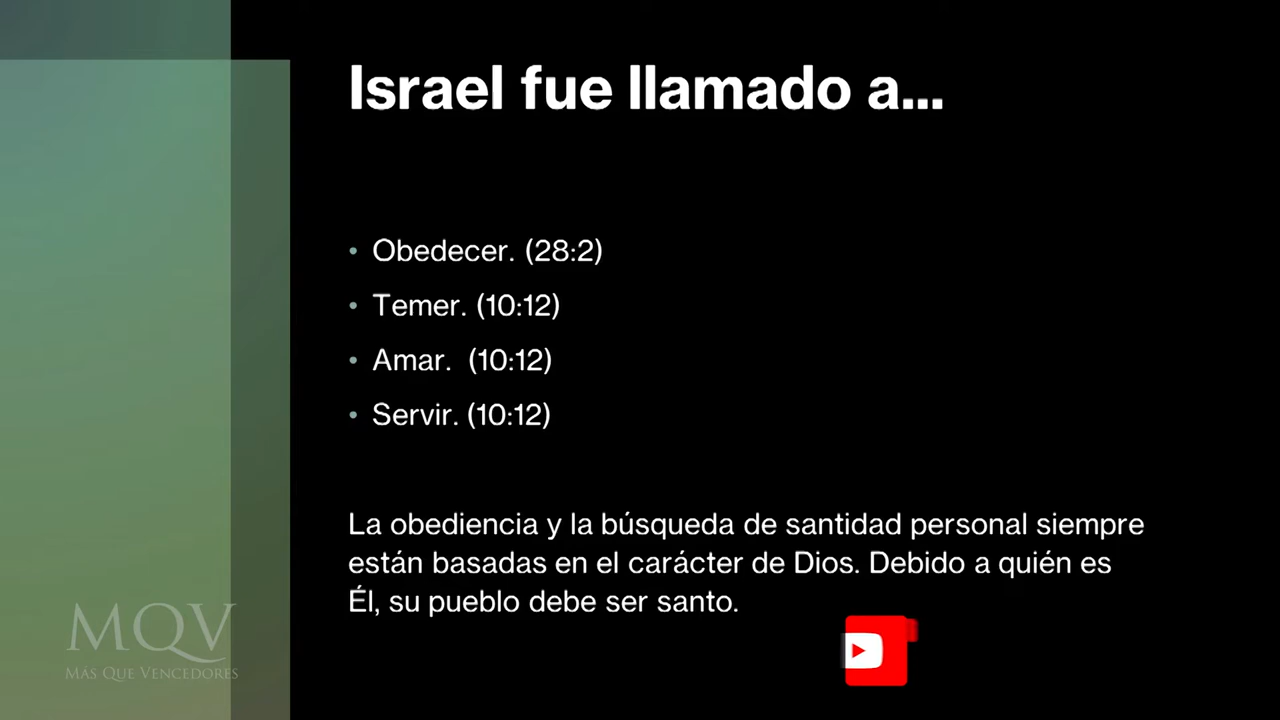 Israel fue llamado a...
• Obedecer. (28:2)
• Temer. (10:12)
• Amar. (10:12)
• Servir. (10:12)
La obediencia y la búsqueda de santidad personal siempre
están basadas en el carácter de Dios. Debido a quién es
Él, su pueblo debe ser santo.
MQV
MÁS QUE VENCEDORES